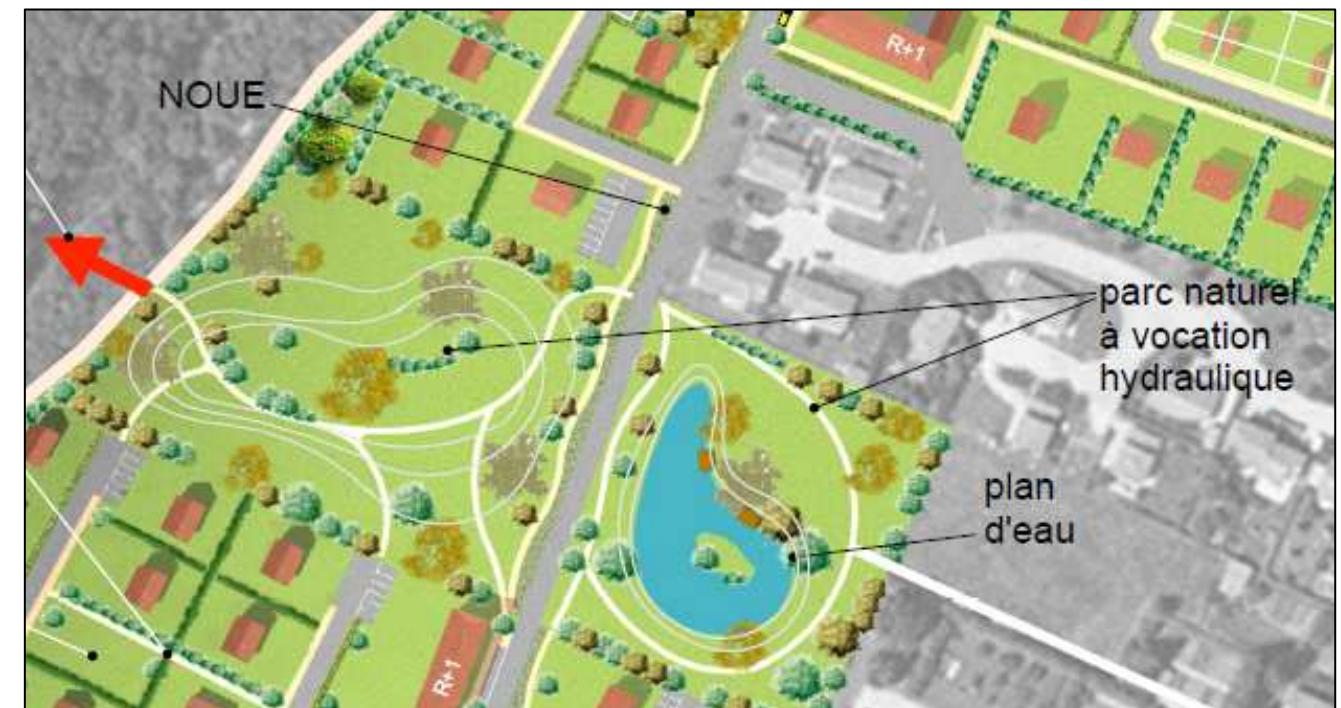 R+1
NOUE
parc naturel
à vocation
hydraulique
plan
d'eau
R+1